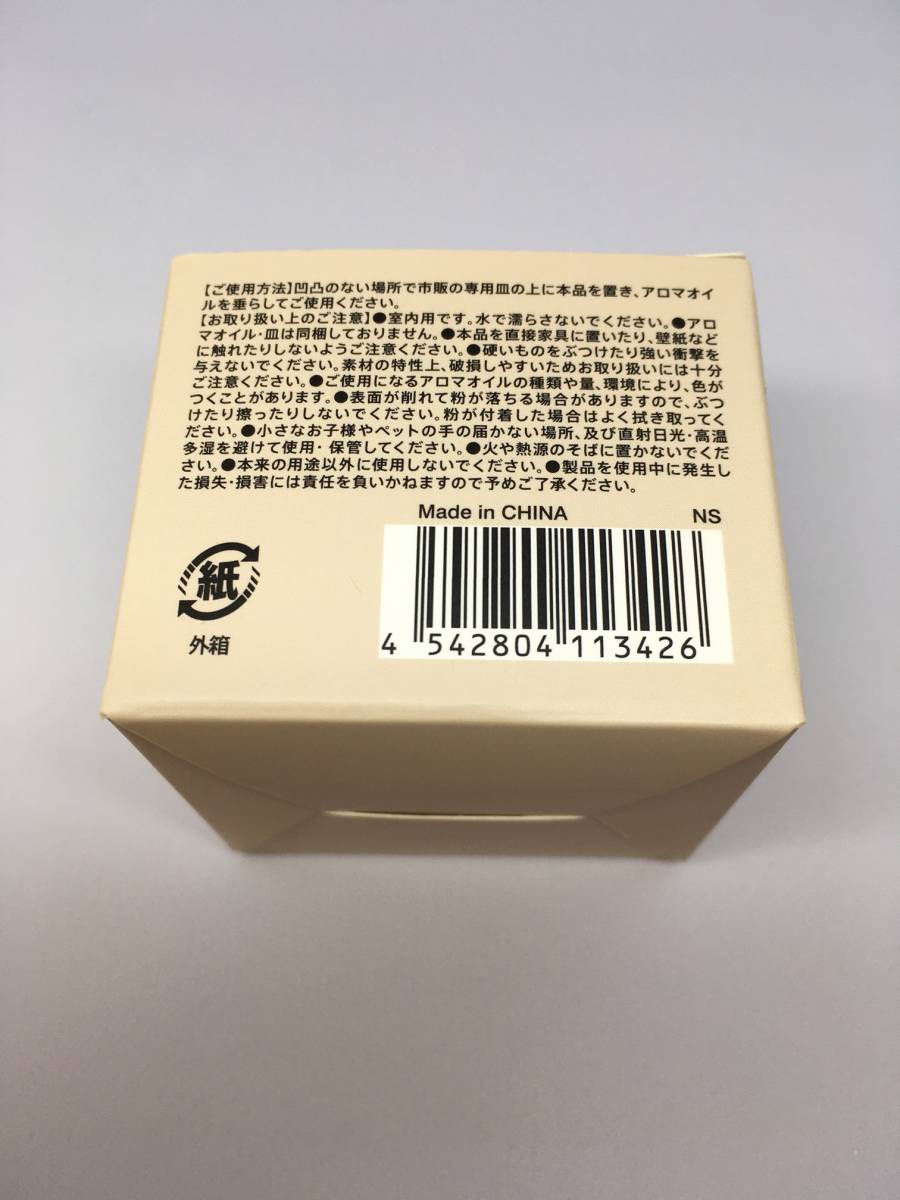 【ご使用方法】凹凸のない場所で市販の専用皿の上に本品を置き、アロマオイ
ルを垂らしてご使用ください。
【お取り扱い上のご注意】●室内用です。水で濡らさないでください。●アロ
マオイル・皿は同梱しておりません。●本品を直接家具に置いたり、壁紙など
に触れたりしないようご注意ください。●硬いものをぶつけたり強い衝撃を
与えないでください。素材の特性上、破損しやすいためお取り扱いには十分
ご注意ください。●ご使用になるアロマオイルの種類や量、環境により、色が
つくことがあります。●表面が削れて粉が落ちる場合がありますので、ぶつ
けたり擦ったりしないでください。粉が付着した場合はよく拭き取ってく
ださい。●小さなお子様やペットの手の届かない場所、及び直射日光・高温
多湿を避けて使用・保管してください。●火や熱源のそばに置かないでくだ
さい。●本来の用途以外に使用しないでください。●製品を使用中に発生し
た損失・損害には責任を負いかねますので予めご了承ください。
Made in CHINA NS
紙
外箱
4 542804 113426